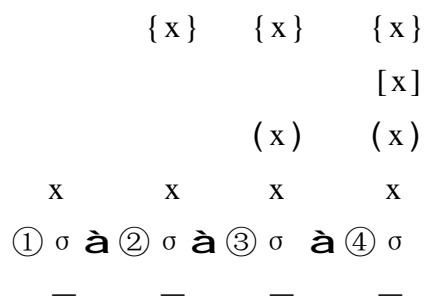 {x} {x} {x}
[x]
(x) (x)
x x x x
① σ à ② σ à ③ σ à ④ σ
— — — —